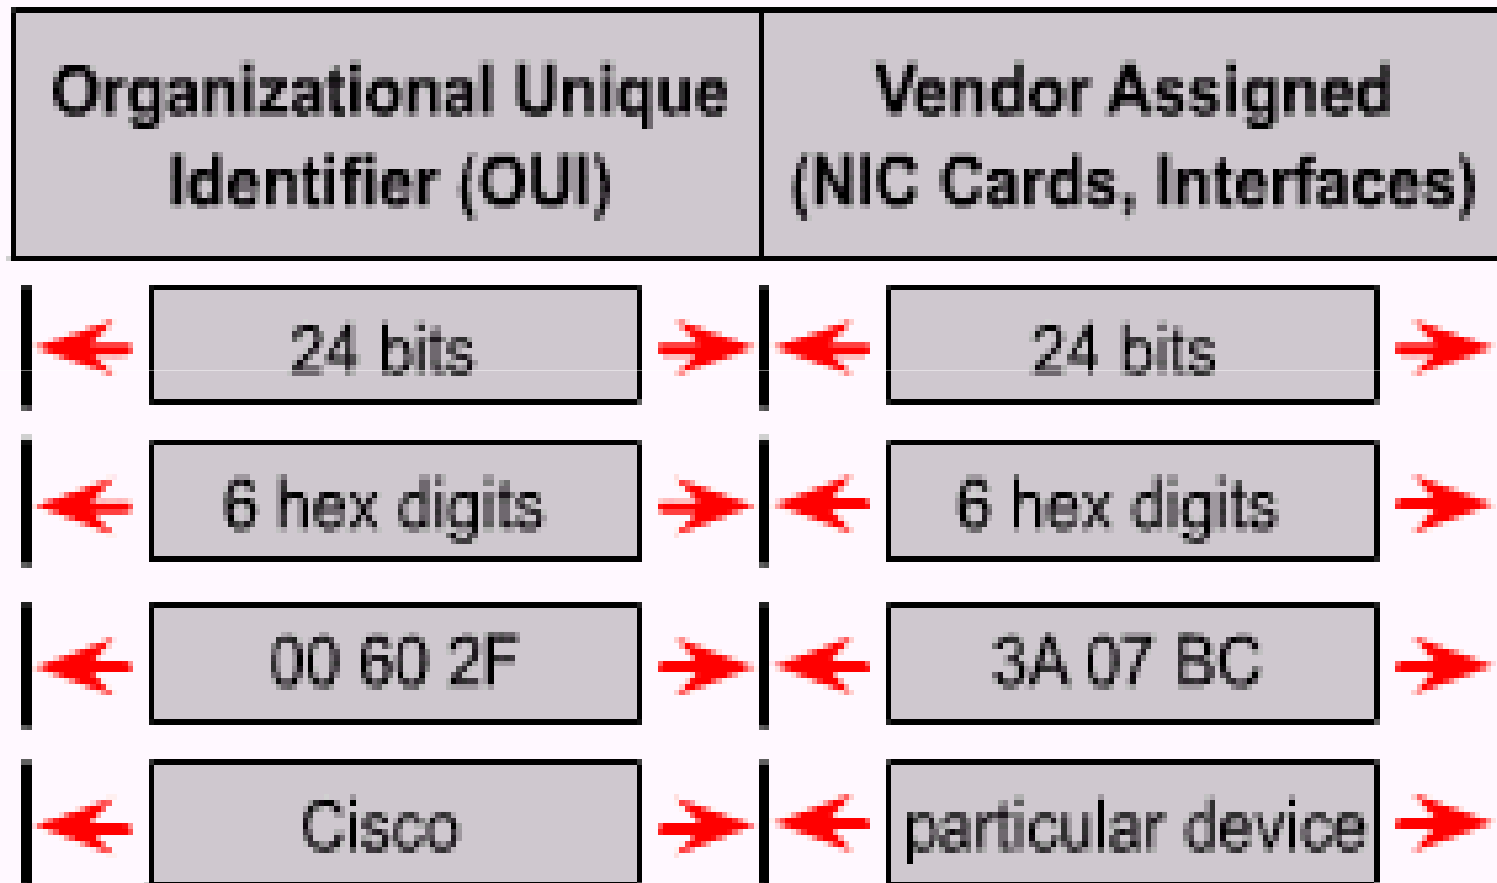 Organizational Unique
Identifier (OUI)
Vendor Assigned
(NIC Cards, Interfaces)
24 bits
24 bits
6 hex digits
6 hex digits
00 60 2F
3A 07 BC
Cisco
particular device